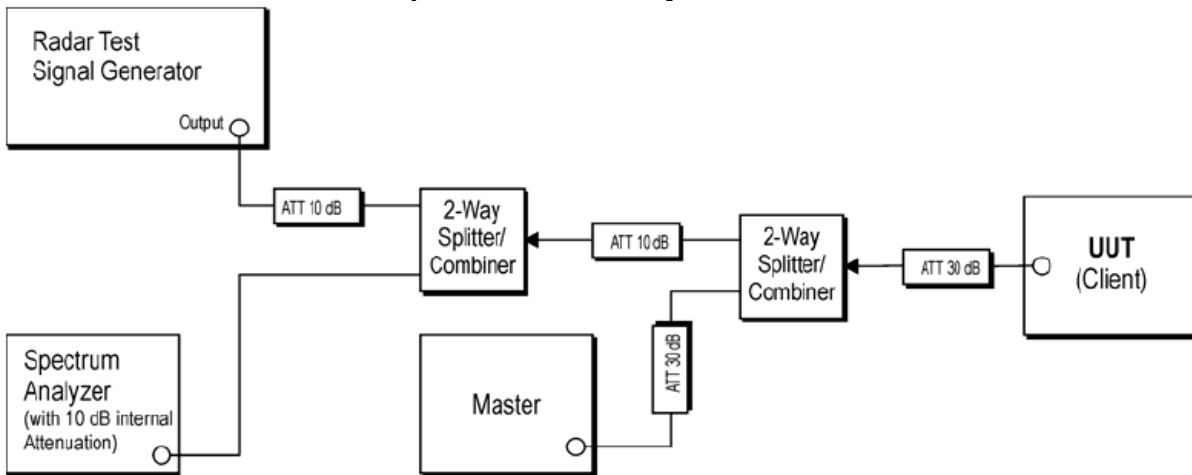 Radar Test
Signal Generator
Output
ATT 10 dB
2-Way
Splitter/
Combiner
ATT 10 dB
2-Way
Splitter/
Combiner
ATT 30 dB
UUT
(Client)
Spectrum
Analyzer
(with 10 dB internal
Attenuation)
Master
ATT 30 dB